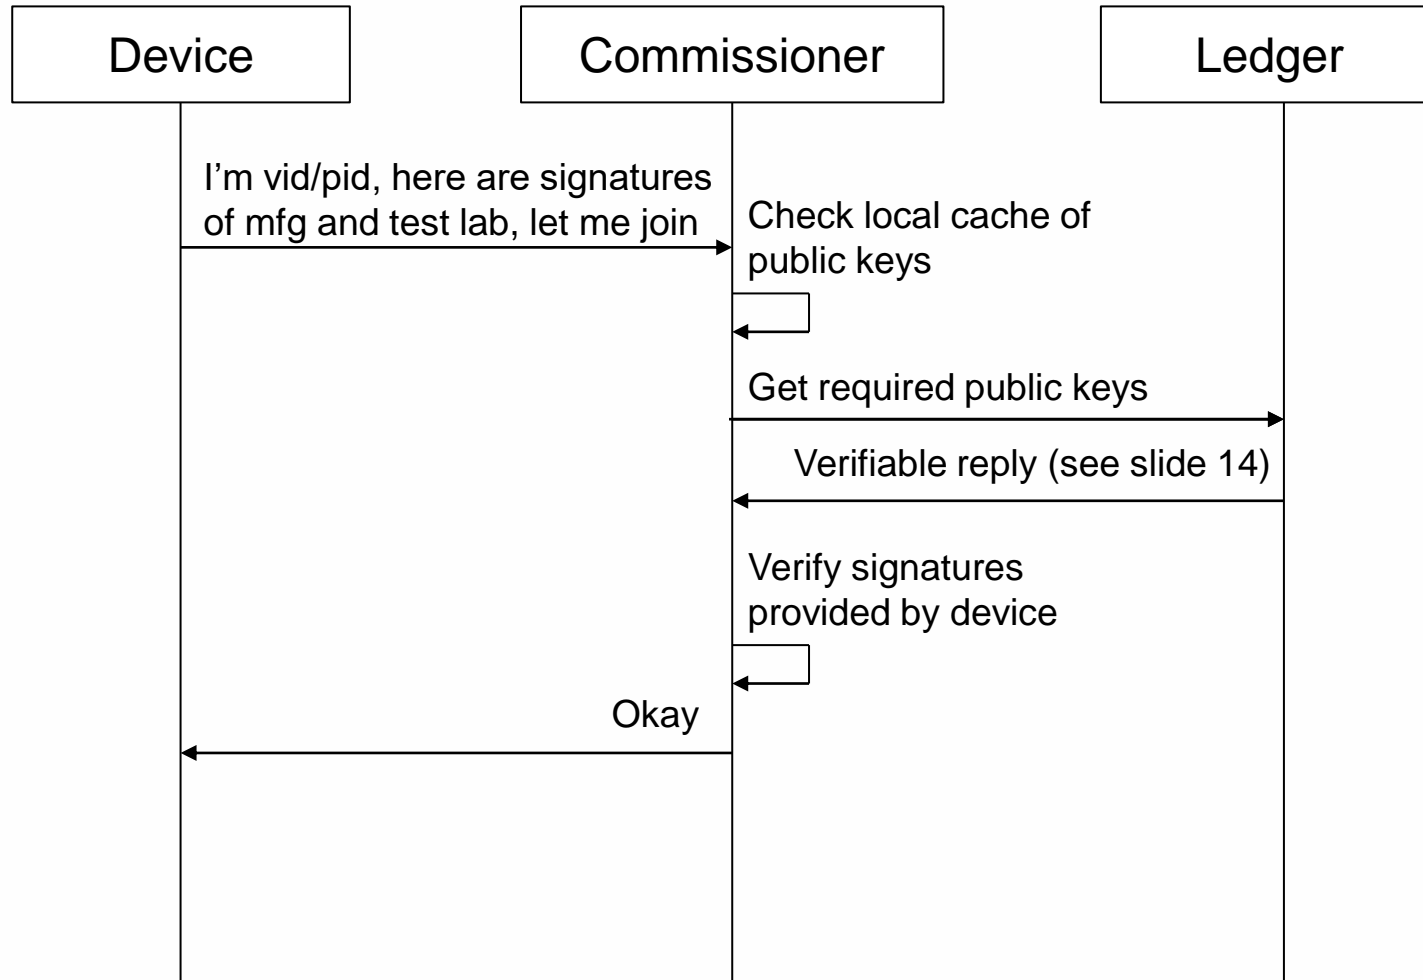 Device
Commissioner
Ledger
I’m vid/pid, here are signatures
of mfg and test lab, let me join
Check local cache of
public keys
Get required public keys
Verifiable reply (see slide 14)
Verify signatures
provided by device
Okay